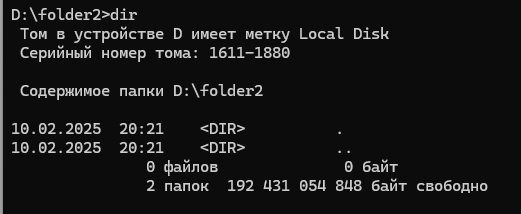 D:\folder2>dir
 Том в устройстве D имеет метку Local Disk
 Серийный номер тома: 1611-1880

 Содержимое папки D:\folder2

10.02.2025  20:21    <DIR>          .
10.02.2025  20:21    <DIR>          ..
               0 файлов              0 байт
               2 папок  192 431 054 848 байт свободно